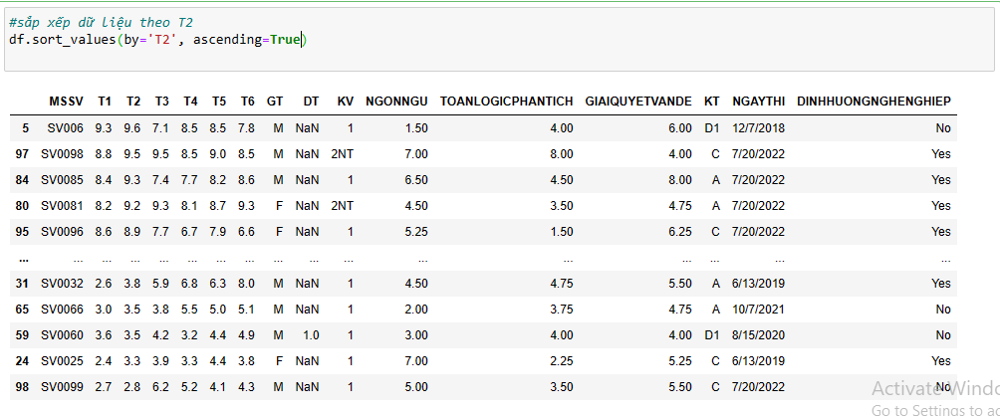 #sắp xếp dữ liệu theo T2
df.sort_values(by='T2', ascending=True)
MSSV T1 T2 T3 T4 T5 T6 GT DT KV NGONNGU TOANLOGICPHANTICH GIAIQUYETVANDE KT NGAYTHI DINHHUONGNGHENGHIEP
5 SV006 9.3 9.6 7.1 8.5 8.5 7.8 M NaN 1 1.50 4.00 6.00 D1 12/7/2018 No
97 SV0098 8.8 9.5 9.5 8.5 9.0 8.5 M NaN 2NT 7.00 8.00 4.00 C 7/20/2022 Yes
84 SV0085 8.4 9.3 7.4 7.7 8.2 8.6 M NaN 1 6.50 4.50 8.00 A 7/20/2022 Yes
80 SV0081 8.2 9.2 9.3 8.1 8.7 9.3 F NaN 2NT 4.50 3.50 4.75 A 7/20/2022 Yes
95 SV0096 8.6 8.9 7.7 6.7 7.9 6.6 F NaN 1 5.25 1.50 6.25 C 7/20/2022 Yes
... ... ... ... ... ... ... ... ... ... ... ... ... ... ... ... ...
31 SV0032 2.6 3.8 5.9 6.8 6.3 8.0 M NaN 1 4.50 4.75 5.50 A 6/13/2019 Yes
65 SV0066 3.0 3.5 3.8 5.5 5.0 5.1 M NaN 1 2.00 3.75 4.75 A 10/7/2021 No
59 SV0060 3.6 3.5 4.2 3.2 4.4 4.9 M 1.0 1 3.00 4.00 4.00 D1 8/15/2020 No
24 SV0025 2.4 3.3 3.9 3.3 4.4 3.8 F NaN 1 7.00 2.25 5.25 C 6/13/2019 Yes
98 SV0099 2.7 2.8 6.2 5.2 4.1 4.3 M NaN 1 5.00 3.50 5.50 C 7/20/2022 No
Activate Windo
Go to Settings to ac